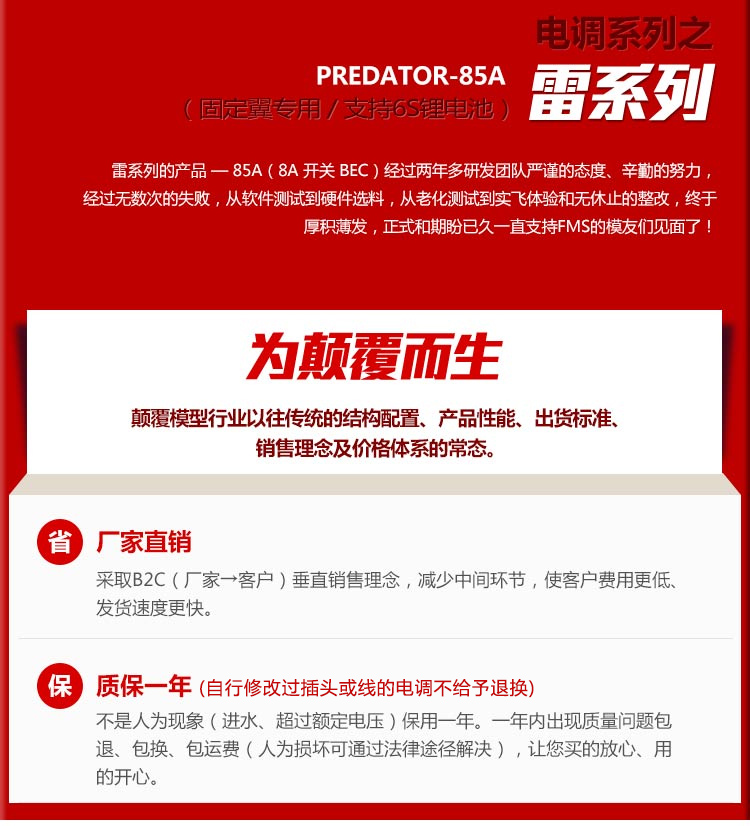 电调系列之
PREDATOR-85A
雷系列
（固定翼专用 / 支持6S锂电池）
雷系列的产品 — 85A（8A 开关 BEC）经过两年多研发团队严谨的态度、辛勤的努力，
经过无数次的失败，从软件测试到硬件选料，从老化测试到实飞体验和无休止的整改，终于
厚积薄发，正式和期盼已久一直支持FMS的模友们见面了！
为颠覆而生
颠覆模型行业以往传统的结构配置、产品性能、出货标准、
销售理念及价格体系的常态。
省 厂家直销
采取B2C（厂家→客户）垂直销售理念，减少中间环节，使客户费用更低、
发货速度更快。
保 质保一年 (自行修改过插头或线的电调不给予退换)
不是人为现象（进水、超过额定电压）保用一年。一年内出现质量问题包
退、包换、包运费（人为损坏可通过法律途径解决），让您买的放心、用
的开心。